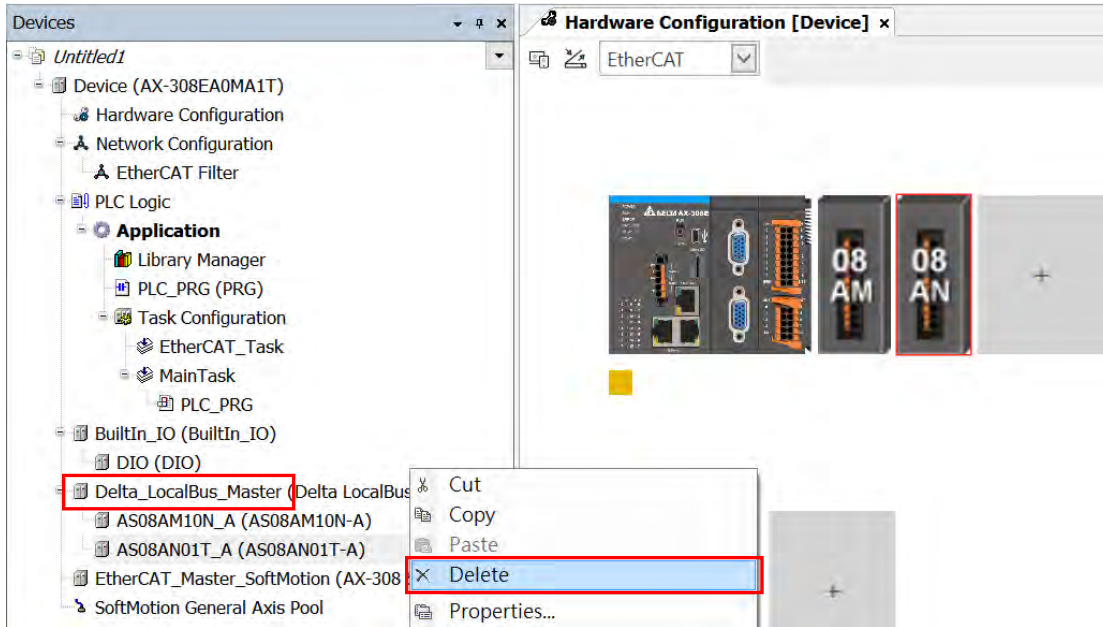 Devices
Untitled1
Device (AX-308EA0MA1T)
Hardware Configuration
Network Configuration
EtherCAT Filter
PLC Logic
Application
Library Manager
PLC_PRG (PRG)
Task Configuration
EtherCAT_Task
MainTask
PLC_PRG
BuiltIn_IO (BuiltIn_IO)
DIO (DIO)
Delta_LocalBus_Master (Delta LocalBus
AS08AM10N_A (AS08AM10N-A)
AS08AN01T_A (AS08AN01T-A)
EtherCAT_Master_SoftMotion (AX-308
SoftMotion General Axis Pool
Cut
Copy
Paste
Delete
Properties...
Hardware Configuration [Device]
EtherCAT
AX-308E
08
AM
08
AN